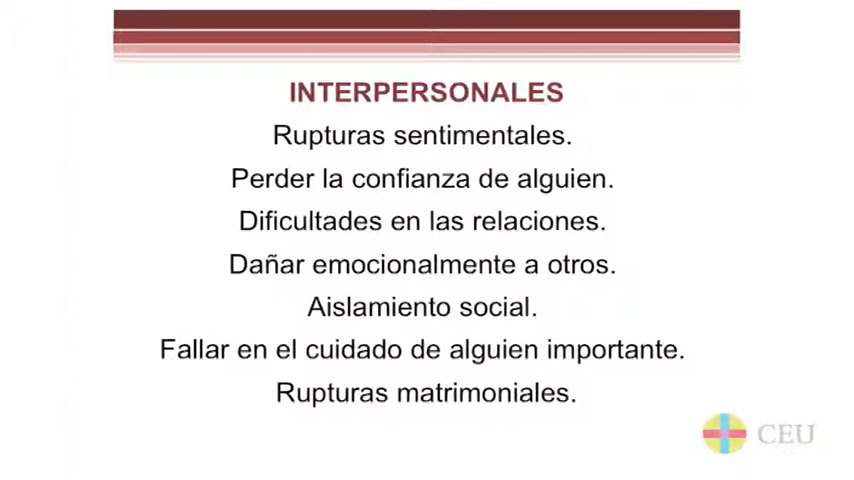 INTERPERSONALES
Rupturas sentimentales.
Perder la confianza de alguien.
Dificultades en las relaciones.
Dañar emocionalmente a otros.
Aislamiento social.
Fallar en el cuidado de alguien importante.
Rupturas matrimoniales.
CEU